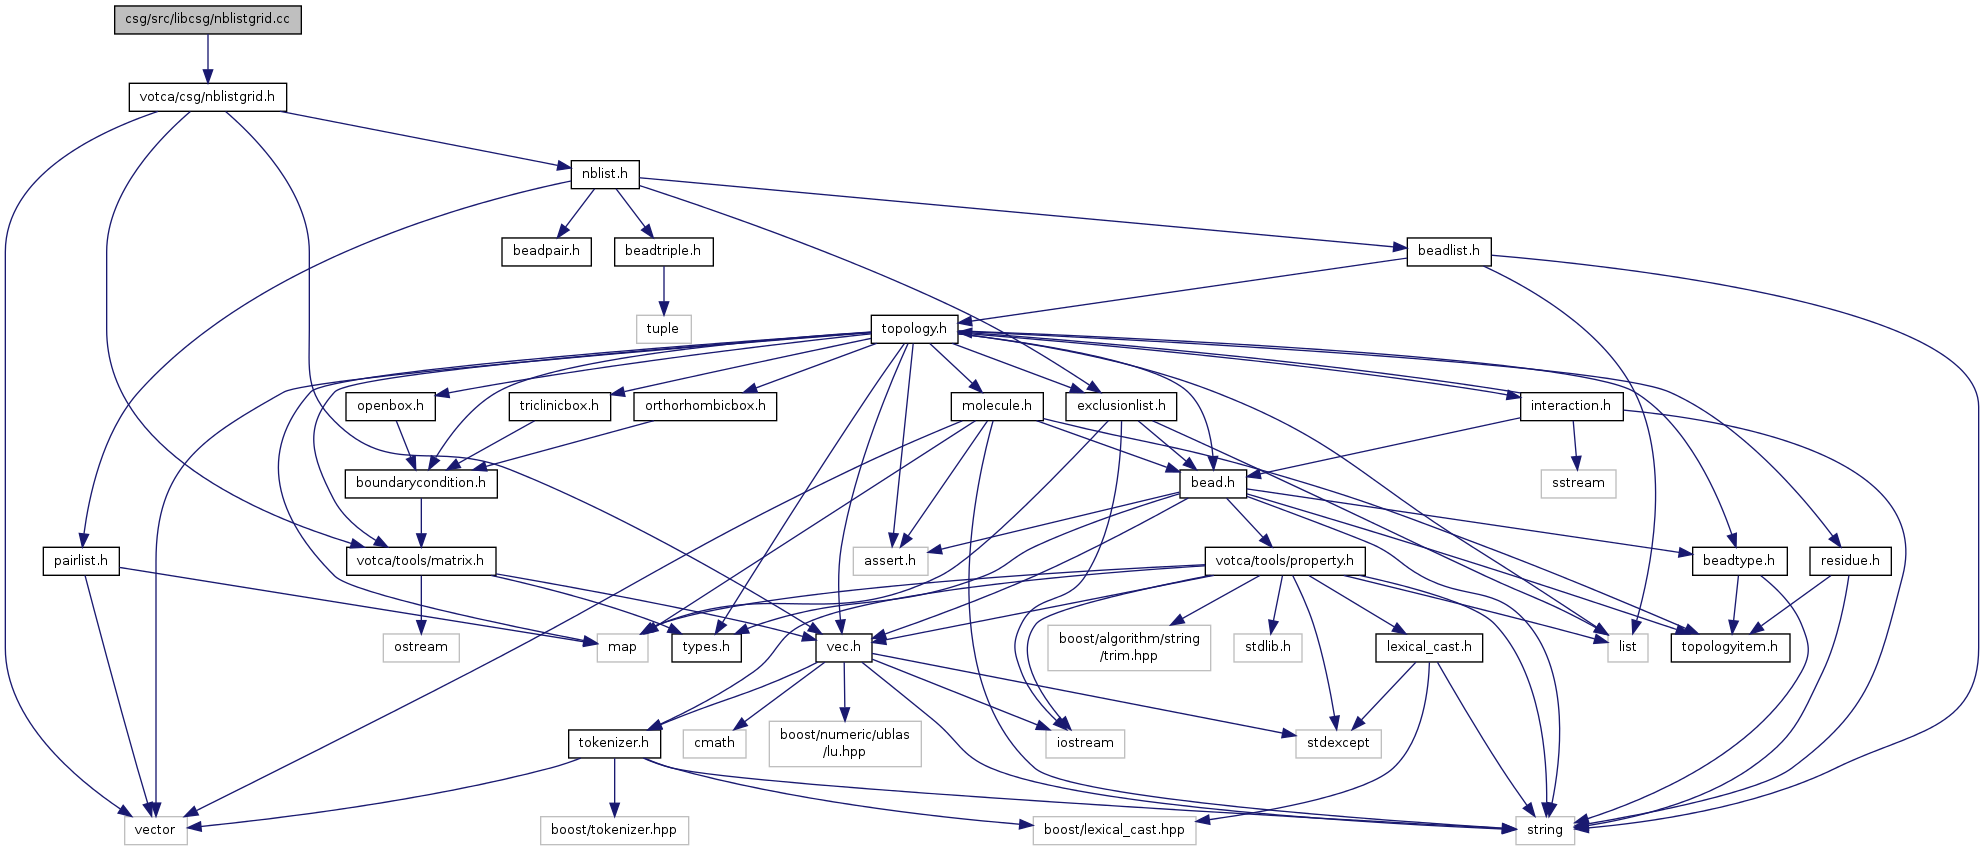 csg/src/libcsg/nblistgrid.cc
votca/csg/nblistgrid.h
nblist.h
beadpair.h
beadtriple.h
beadlist.h
tuple
topology.h
openbox.h
triclinicbox.h
orthorhombicbox.h
molecule.h
exclusionlist.h
interaction.h
boundarycondition.h
bead.h
sstream
pairlist.h
votca/tools/matrix.h
assert.h
votca/tools/property.h
beadtype.h
residue.h
ostream
map
types.h
vec.h
boost/algorithm/string
/trim.hpp
stdlib.h
lexical_cast.h
list
topologyitem.h
tokenizer.h
cmath
boost/numeric/ublas
/lu.hpp
iostream
stdexcept
vector
boost/tokenizer.hpp
boost/lexical_cast.hpp
string